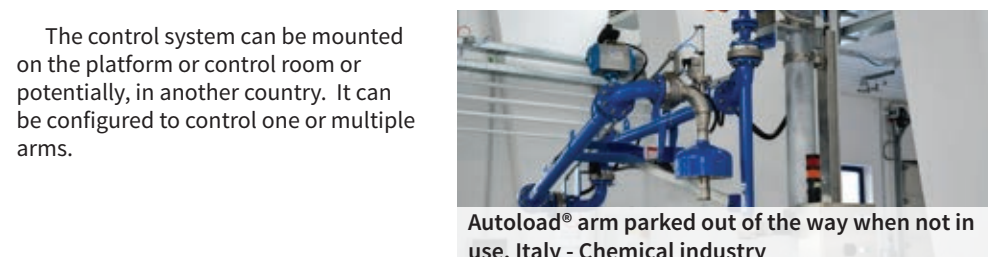 The control system can be mounted
on the platform or control room or
potentially, in another country.  It can
be configured to control one or multiple
arms.
Autoload® arm parked out of the way when not in
use. Italy - Chemical industry